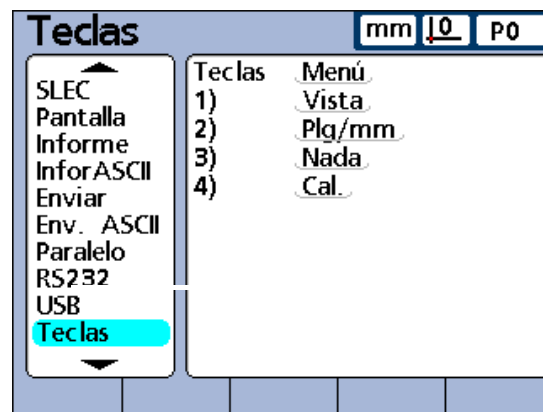 Teclas
mm 0 P0
SLEC
Pantalla
Informe
InforASCII
Enviar
Env. ASCII
Paralelo
RS232
USB
Teclas
Teclas Menú
1) Vista
2) Plg/mm
3) Nada
4) Cal.